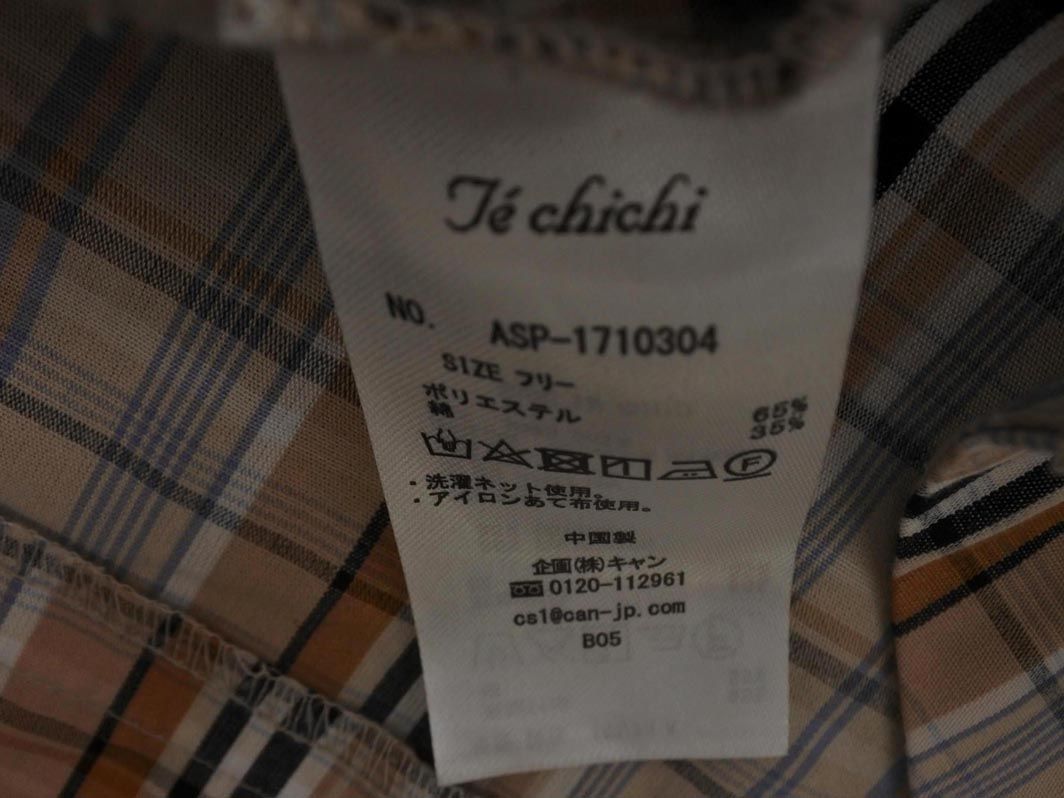 Té chichi
NO. ASP-1710304
SIZE フリー
ポリエステル 65%
綿 35%
・洗濯ネット使用。
・アイロンあて布使用。
中国製
企画(株)キャン
0120-112961
cs1@can-jp.com
B05